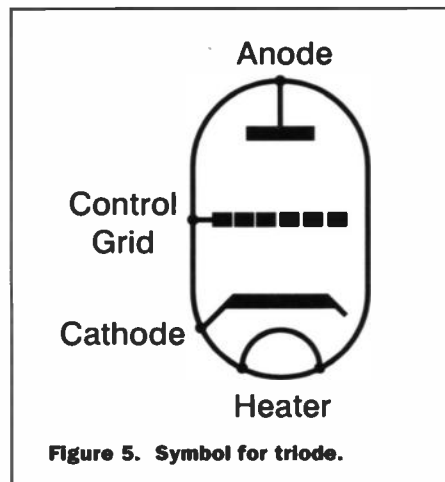 Anode
Control
Grid
Cathode
Heater
Figure 5. Symbol for triode.